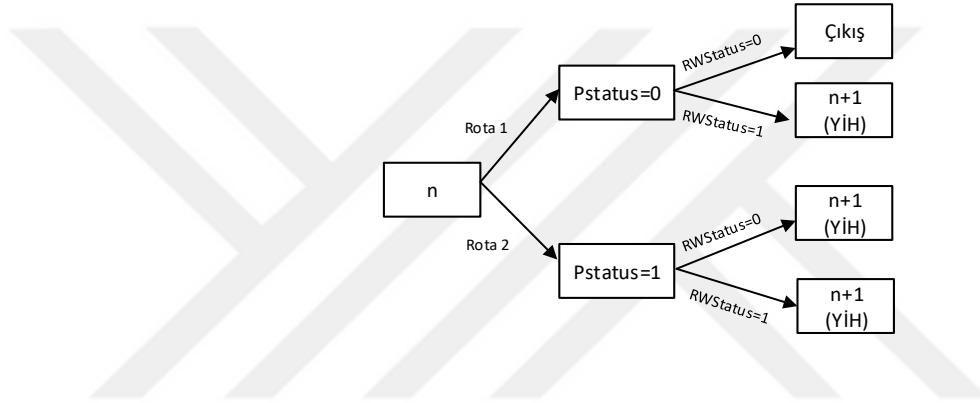 n
Rota 1
Rota 2
Pstatus=0
Pstatus=1
RWStatus=0
RWStatus=1
RWStatus=0
RWStatus=1
Çıkış
n+1
(YİH)
n+1
(YİH)
n+1
(YİH)